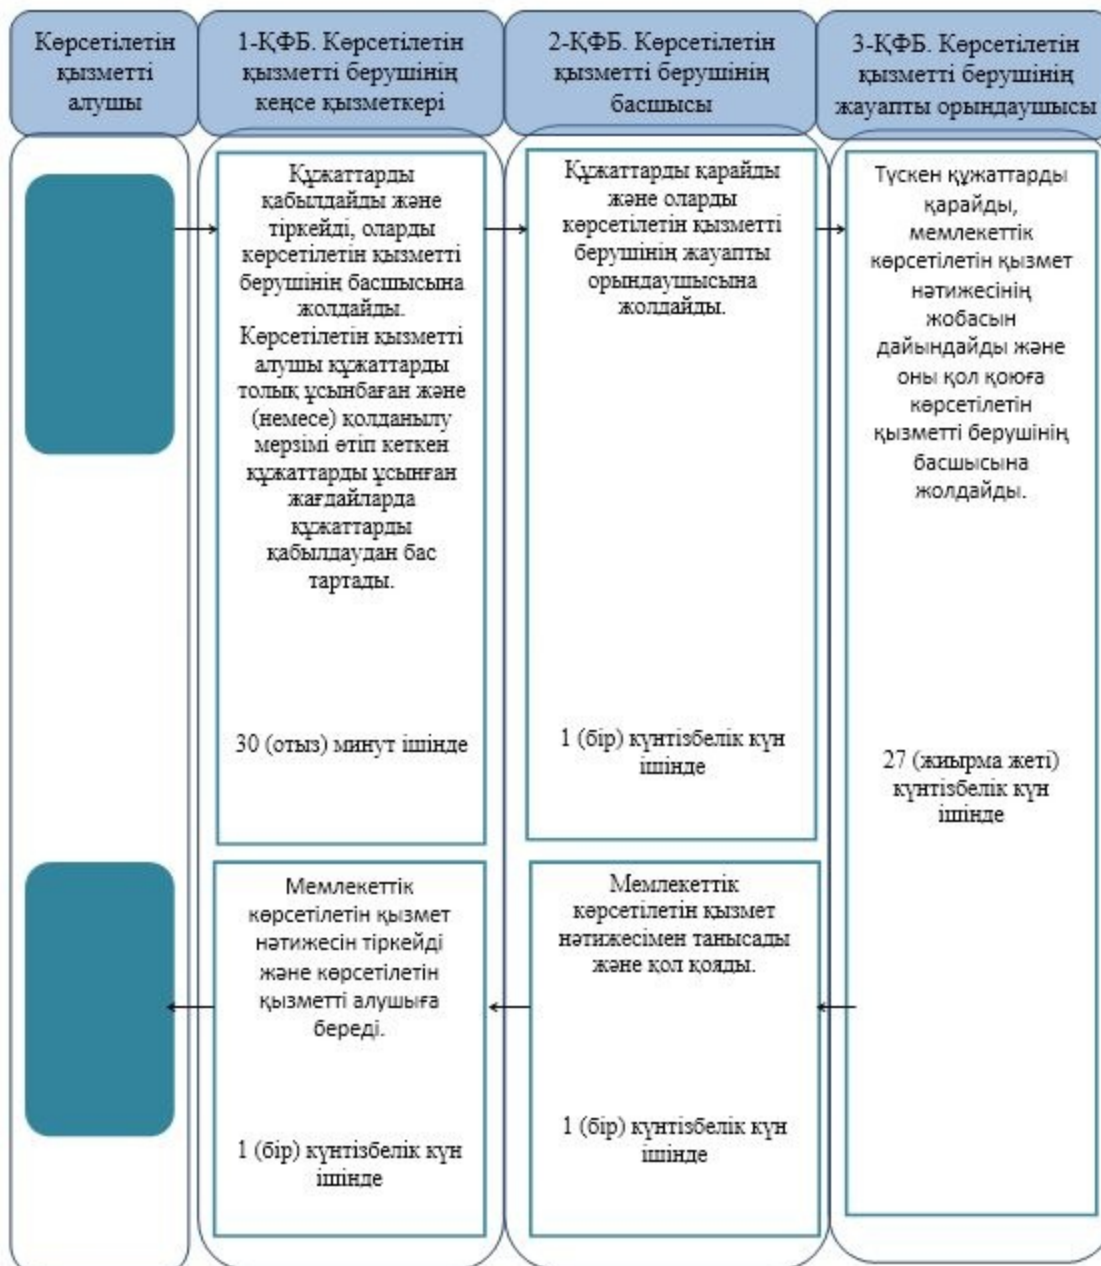 Көрсетілетін
қызметті
алушы
1-ҚФБ. Көрсетілетін
қызметті берушінің
кеңсе қызметкері
2-ҚФБ. Көрсетілетін
қызметті берушінің
басшысы
3-ҚФБ. Көрсетілетін
қызметті берушінің
жауапты орындаушысы
Құжаттарды
қабылдайды және
тіркейді, оларды
көрсетілетін қызметті
берушінің басшысына
жолдайды.
Көрсетілетін қызметті
алушы құжаттарды
толық ұсынбаған және
(немесе) қолданылу
мерзімі өтіп кеткен
құжаттарды ұсынған
жағдайларда
құжаттарды
қабылдаудан бас
тартады.
30 (отыз) минут ішінде
Құжаттарды қарайды
және оларды
көрсетілетін қызметті
берушінің жауапты
орындаушысына
жолдайды.
1 (бір) күнтізбелік күн
ішінде
Түскен құжаттарды
қарайды,
мемлекеттік
көрсетілетін қызмет
нәтижесінің
жобасын
дайындайды және
оны қол қоюға
көрсетілетін
қызметті берушінің
басшысына
жолдайды.
27 (жиырма жеті)
күнтізбелік күн
ішінде
Мемлекеттік
көрсетілетін қызмет
нәтижесін тіркейді
және көрсетілетін
қызметті алушыға
береді.
1 (бір) күнтізбелік күн
ішінде
Мемлекеттік
көрсетілетін қызмет
нәтижесімен танысады
және қол қояды.
1 (бір) күнтізбелік күн
ішінде